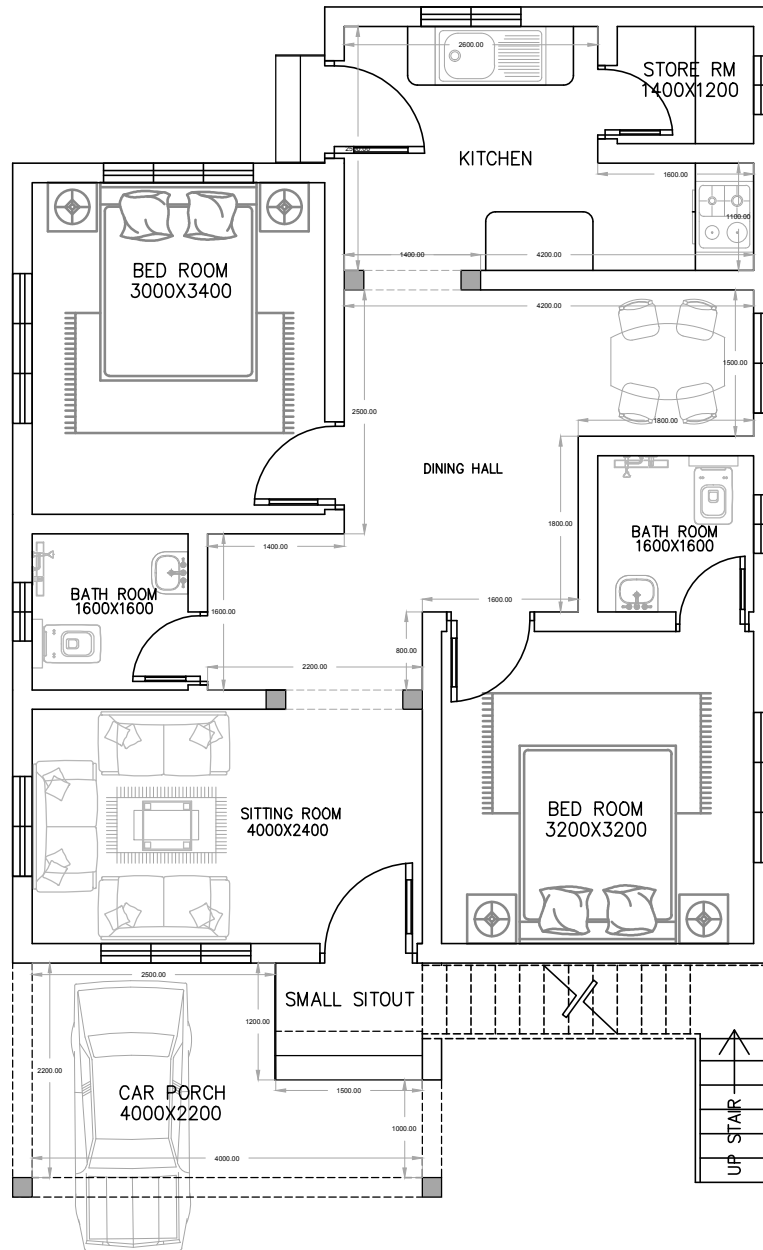 2600.00
STORE RM
1400X1200
KITCHEN
1600.00
1100.00
1400.00
4200.00
BED ROOM
3000X3400
4200.00
1500.00
2500.00
1800.00
DINING HALL
1800.00
BATH ROOM
1600X1600
1400.00
BATH ROOM
1600X1600
1600.00
1600.00
800.00
2200.00
SITTING ROOM
4000X2400
BED ROOM
3200X3200
2500.00
SMALL SITOUT
1200.00
2200.00
CAR PORCH
4000X2200
1500.00
1000.00
4000.00
UP STAIR